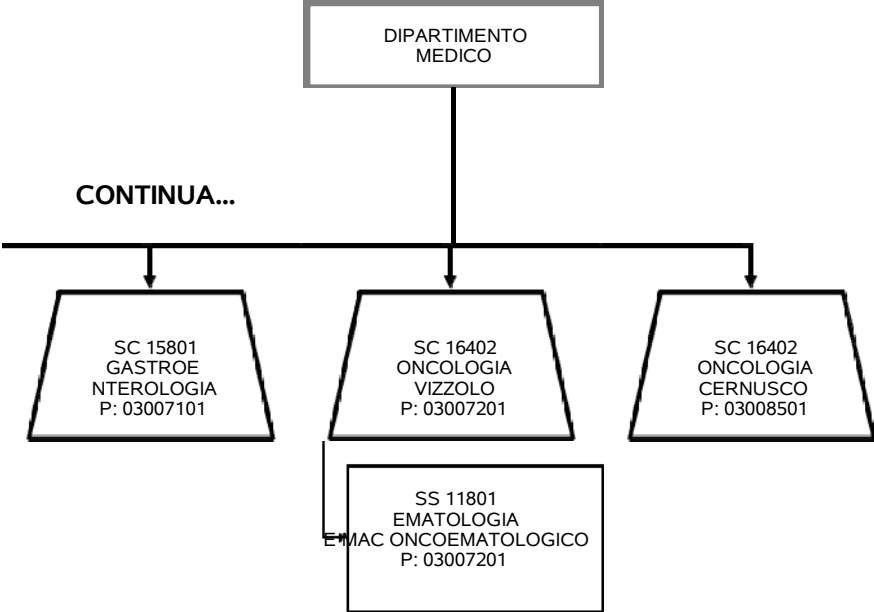 DIPARTIMENTO
MEDICO
CONTINUA...
SC 15801
GASTROE
NTEROLOGIA
P: 03007101
SC 16402
ONCOLOGIA
VIZZOLO
P: 03007201
SC 16402
ONCOLOGIA
CERNUSCO
P: 03008501
SS 11801
EMATOLOGIA
E MAC ONCOEMATOLOGICO
P: 03007201